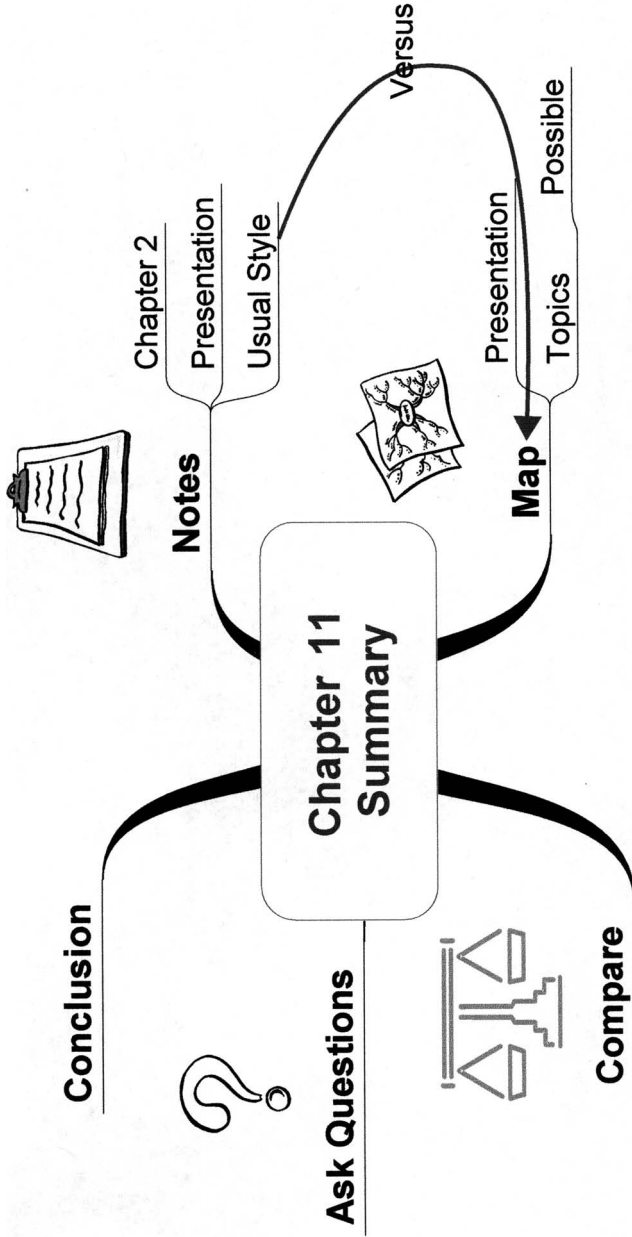 Chapter 11
Summary
Notes
Chapter 2
Presentation
Usual Style
Versus
Map
Presentation
Topics
Possible
Compare
Ask Questions
Conclusion